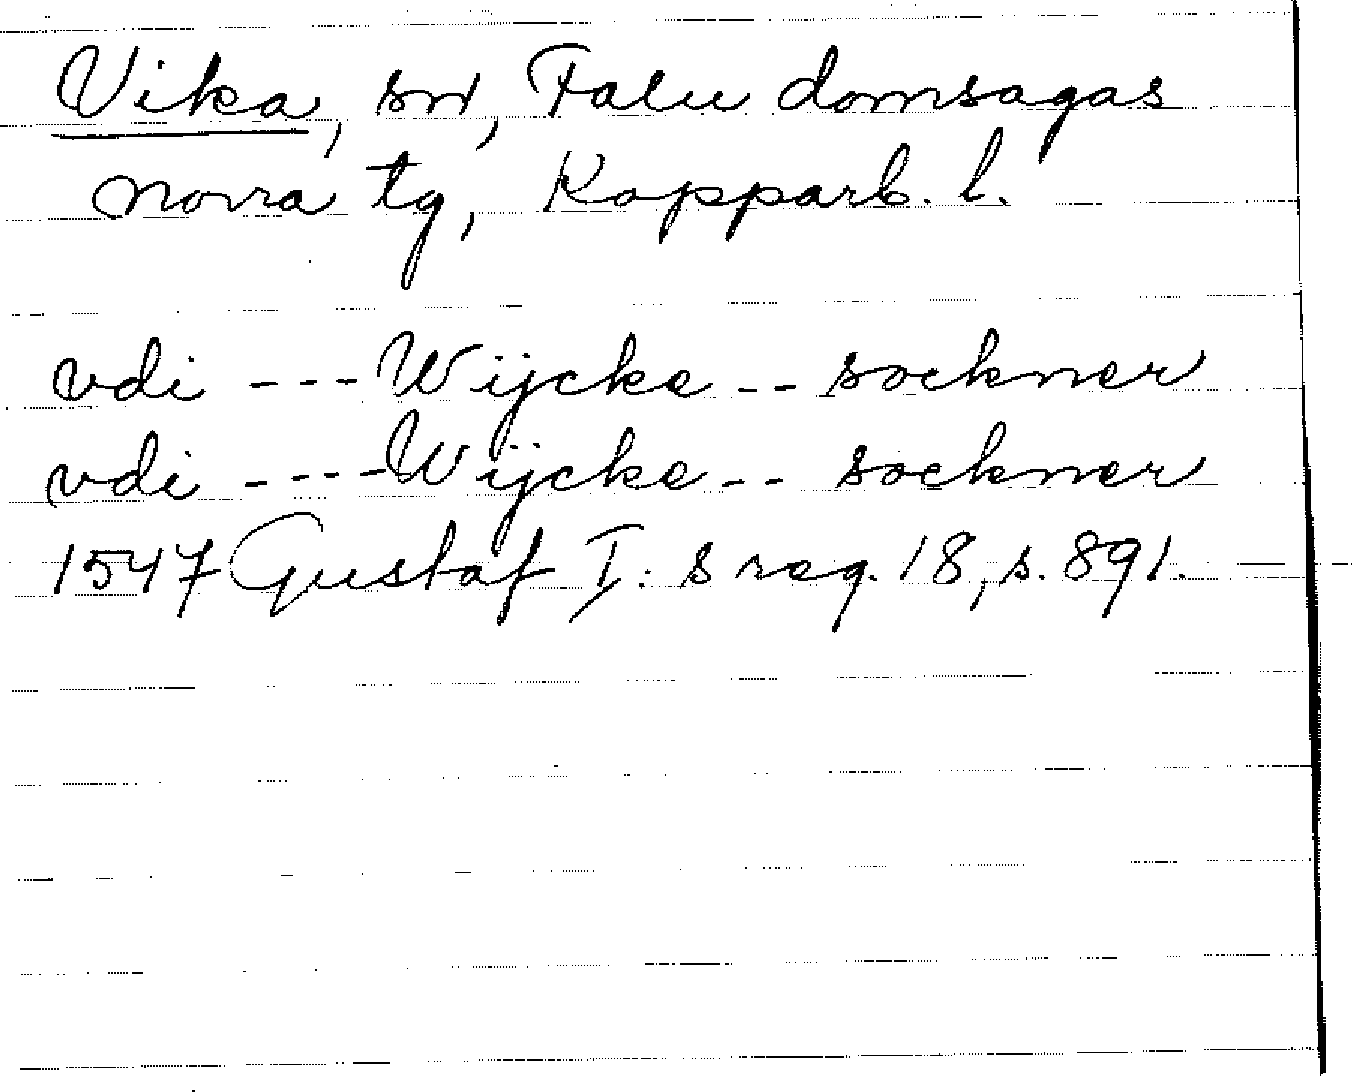 Vika, sn, Falu domsagas
norra tg, Kopparb. l.
vdi --- Wijcke -- sockner
vdi ---- Wijcke -- sockner
1547 Gustaf I:s reg. 18, s. 891.